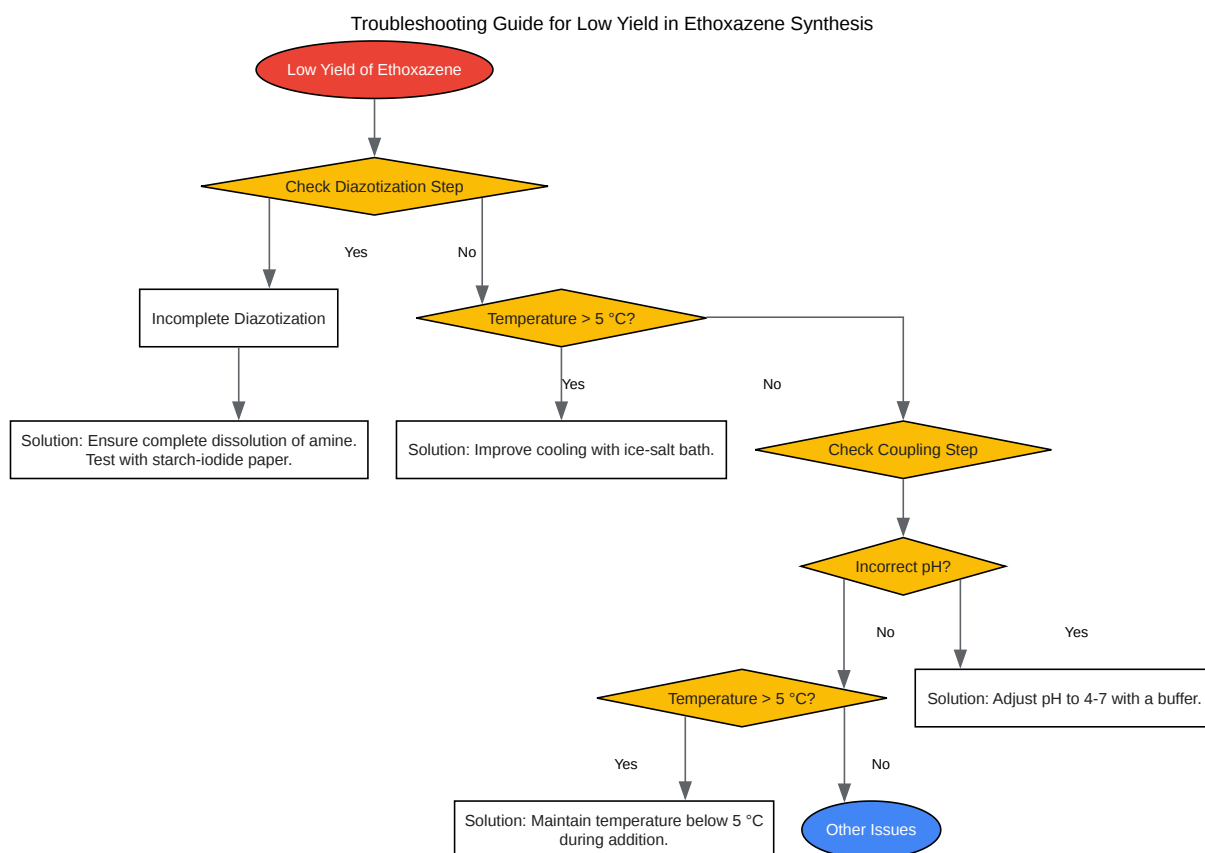 Troubleshooting Guide for Low Yield in Ethoxazene Synthesis
Low Yield of Ethoxazene
Check Diazotization Step
Yes
No
Incomplete Diazotization
Temperature > 5 °C?
Yes
No
Solution: Ensure complete dissolution of amine.
Test with starch-iodide paper.
Solution: Improve cooling with ice-salt bath.
Check Coupling Step
Incorrect pH?
No
Yes
Temperature > 5 °C?
Solution: Adjust pH to 4-7 with a buffer.
Yes
No
Solution: Maintain temperature below 5 °C
during addition.
Other Issues